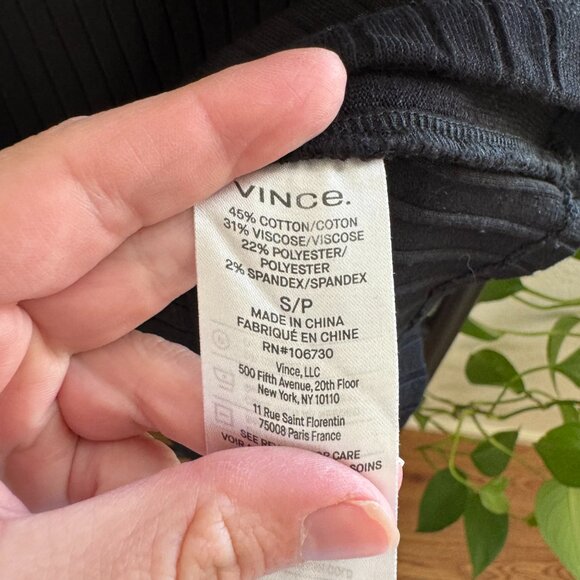 VINCe.
45% COTTON/COTON
31% VISCOSE/VISCOSE
22% POLYESTER/
POLYESTER
2% SPANDEX/SPANDEX
S/P
MADE IN CHINA
FABRIQUÉ EN CHINE
RN#106730
Vince, LLC
500 Fifth Avenue, 20th Floor
New York, NY 10110
11 Rue Saint Florentin
75008 Paris France
SEE CARE
VOIR SOINS